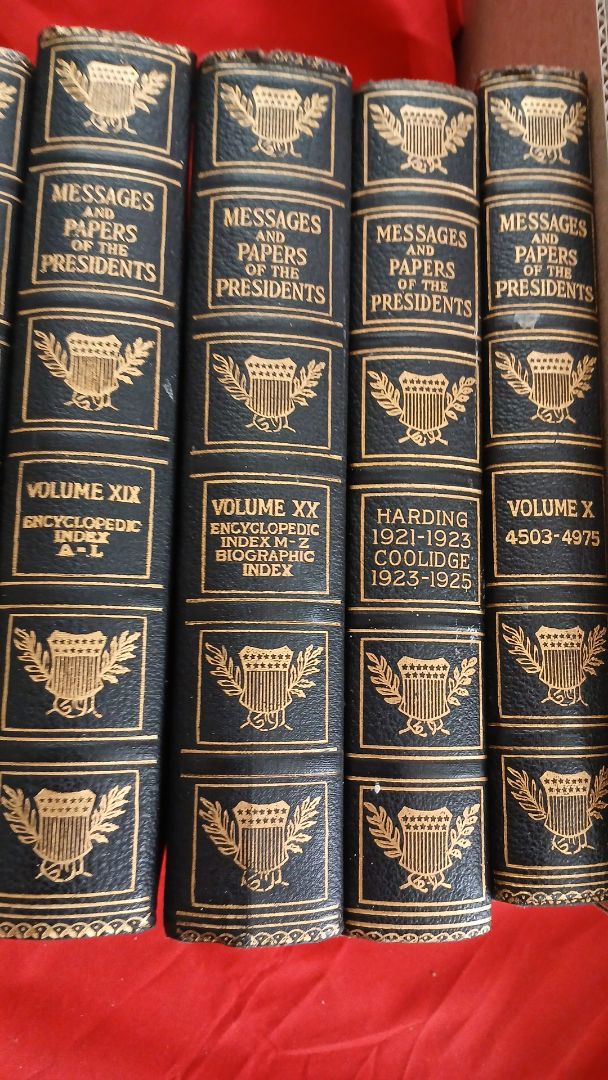 MESSAGES
AND
PAPERS
OF THE
PRESIDENTS
VOLUME XIX
ENCYCLOPEDIC
INDEX
A-L
MESSAGES
AND
PAPERS
OF THE
PRESIDENTS
VOLUME XX
ENCYCLOPEDIC
INDEX M-Z
BIOGRAPHIC
INDEX
MESSAGES
AND
PAPERS
OF THE
PRESIDENTS
HARDING
1921-1923
COOLIDGE
1923-1925
MESSAGES
AND
PAPERS
OF THE
PRESIDENTS
VOLUME X
4503-4975